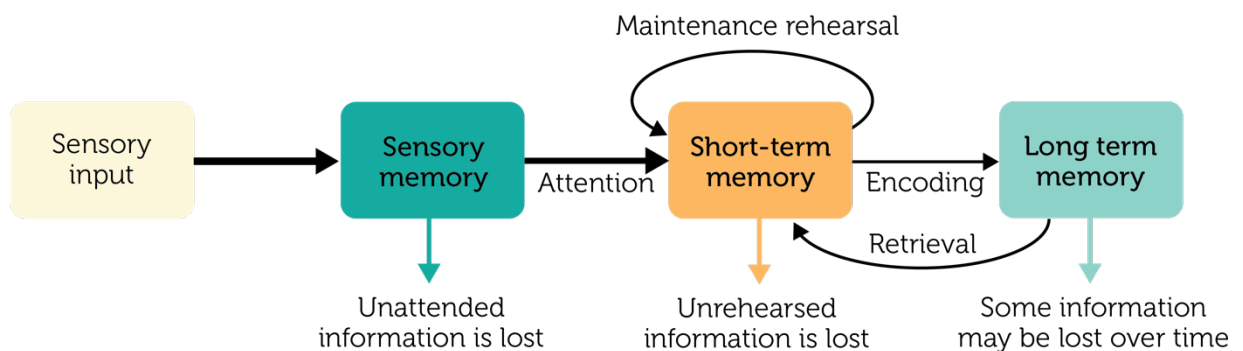 Maintenance rehearsal
Sensory
input
Sensory
memory
Attention
Short-term
memory
Encoding
Long term
memory
Retrieval
Unattended
information is lost
Unrehearsed
information is lost
Some information
may be lost over time